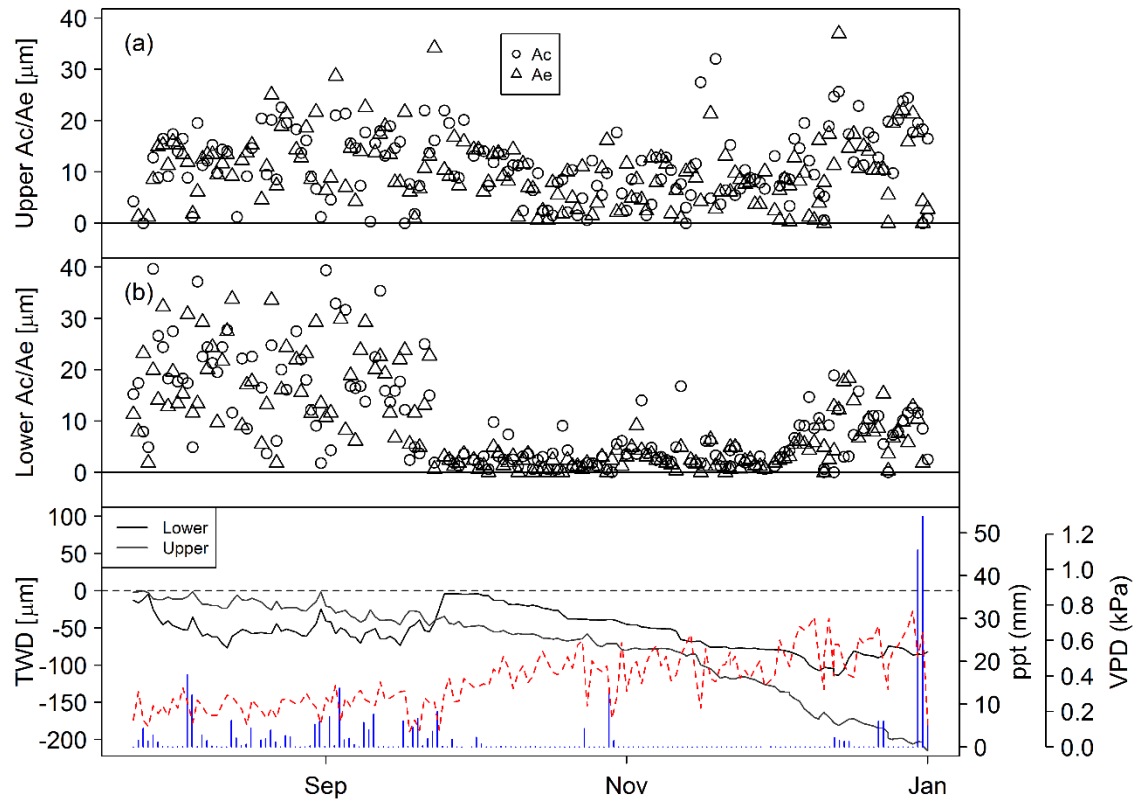 Upper Ac/Ae [µm]
40
30
20
10
0
(a)
Ac
Ae
Lower Ac/Ae [µm]
40
30
20
10
0
(b)
TWD [µm]
100
50
0
-50
-100
-150
-200
Lower
Upper
50
40
30
20
10
0
ppt (mm)
1.2
1.0
0.8
0.6
0.4
0.2
0.0
VPD (kPa)
Sep Nov Jan